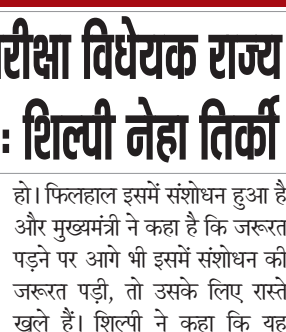 रीक्षा विधेयक राज्य
: शिल्पी नेहा तिर्की
हो। फिलहाल इसमें संशोधन हुआ है
और मुख्यमंत्री ने कहा है कि जरूरत
पड़ने पर आगे भी इसमें संशोधन की
जरूरत पड़ी, तो उसके लिए रास्ते
खुले हैं। शिल्पी ने कहा कि यह